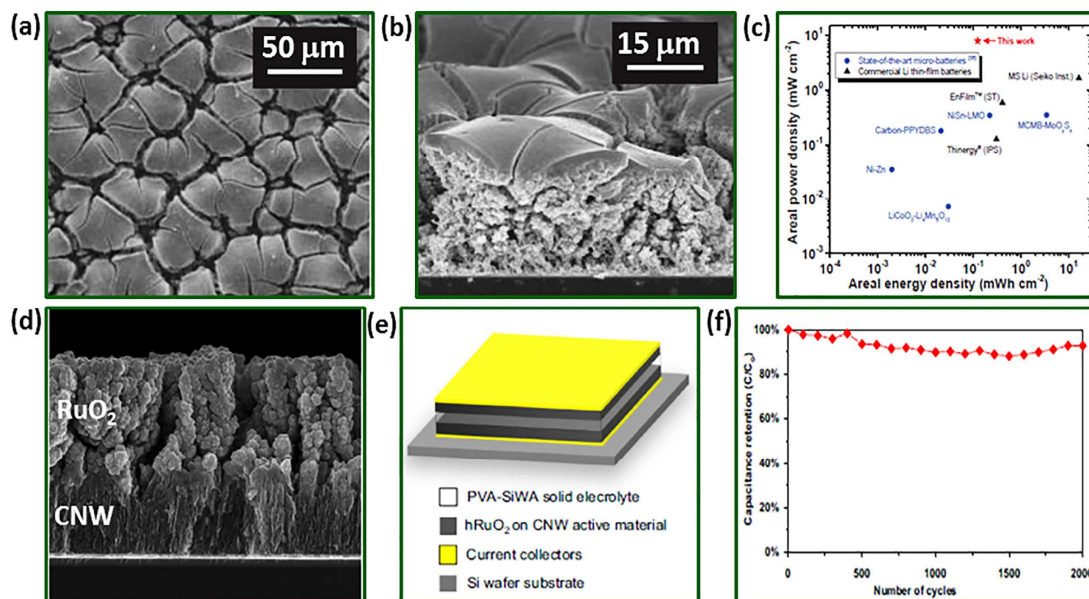 (a)
50 μm
(b)
15 μm
(c)
Areal power density (mW cm⁻²)
10¹
10⁰
10⁻¹
10⁻²
10⁻³
This work
State-of-the-art micro-batteries
Commercial Li thin-film batteries
MS Li (Seiko Inst.)
EnFilm™ (ST)
NiSn-LMO
MCMB-MoOᵧS₂
Carbon-PPYDBS
Thinergy® (IPS)
Ni-Zn
10⁻⁴ 10⁻³ 10⁻² 10⁻¹ 10⁰ 10¹
Areal energy density (mWh cm⁻²)
(d)
RuO₂
CNW
(e)
PVA-SiWA solid elecrolyte
hRuO₂ on CNW active material
Current collectors
Si wafer substrate
(f)
Capacitance retention (C/C₀)
100%
80%
60%
40%
20%
0%
0 500 1000 1500 2000
Number of cycles